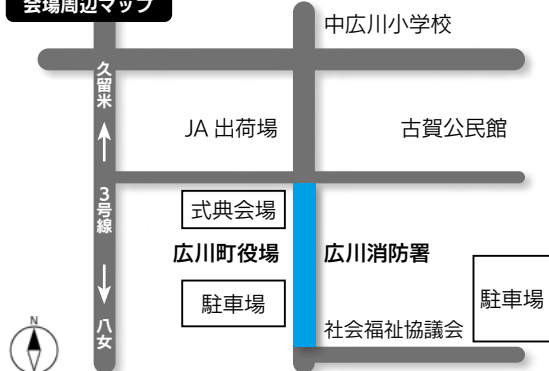 会場周辺マップ
中広川小学校
久留米
JA 出荷場
古賀公民館
3号線
式典会場
広川町役場
広川消防署
駐車場
駐車場
八女
社会福祉協議会
N